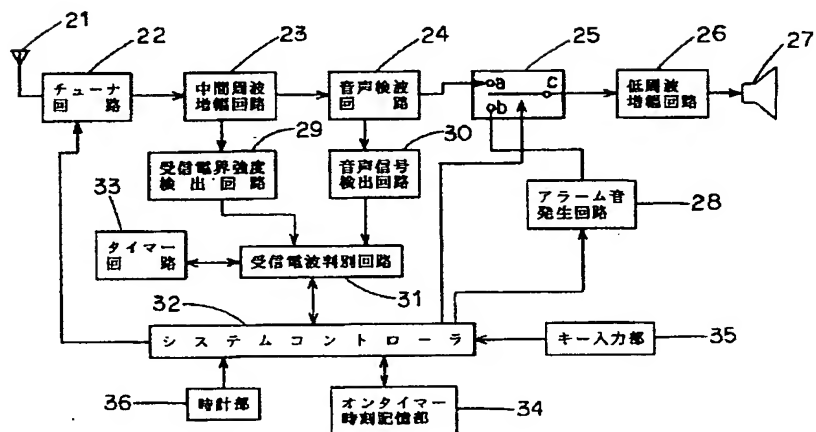 21
22
23
24
25
26
27
チューナ
回路
中間周波
増幅回路
音声検波
回路
a
c
b
低周波
増幅回路
29
30
受信電界強度
検出回路
音声信号
検出回路
アラーム音
発生回路
28
33
タイマー
回路
受信電波判別回路
31
32
システムコントローラ
キー入力部
35
36
時計部
オンタイマー
時刻記憶部
34